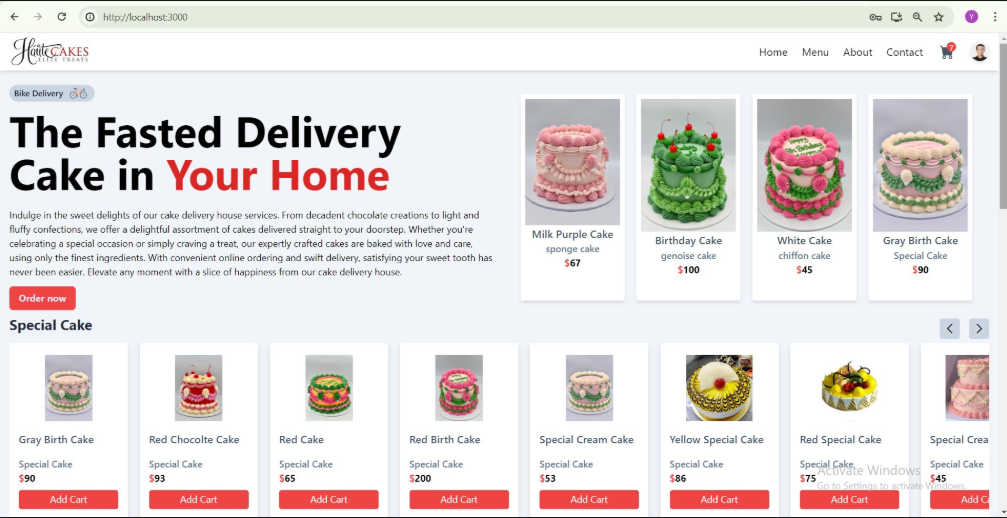 http://localhost:3000
Y
Haute CAKES
ELITE TREATS
Home Menu About Contact 7
Bike Delivery
The Fasted Delivery
Cake in Your Home
Indulge in the sweet delights of our cake delivery house services. From decadent chocolate creations to light and
fluffy confections, we offer a delightful assortment of cakes delivered straight to your doorstep. Whether you're
celebrating a special occasion or simply craving a treat, our expertly crafted cakes are baked with love and care,
using only the finest ingredients. With convenient online ordering and swift delivery, satisfying your sweet tooth has
never been easier. Elevate any moment with a slice of happiness from our cake delivery house.
Order now
Milk Purple Cake
sponge cake
$67
Birthday Cake
genoise cake
$100
White Cake
chiffon cake
$45
Gray Birth Cake
Special Cake
$90
Special Cake
Gray Birth Cake
Special Cake
$90
Add Cart
Red Chocolte Cake
Special Cake
$93
Add Cart
Red Cake
Special Cake
$65
Add Cart
Red Birth Cake
Special Cake
$200
Add Cart
Special Cream Cake
Special Cake
$53
Add Cart
Yellow Special Cake
Special Cake
$86
Add Cart
Red Special Cake
Special Cake
$75
Add Cart
Special Crea
Special Cake
$45
Add C
Activate Windows
Go to Settings to activate Windows.